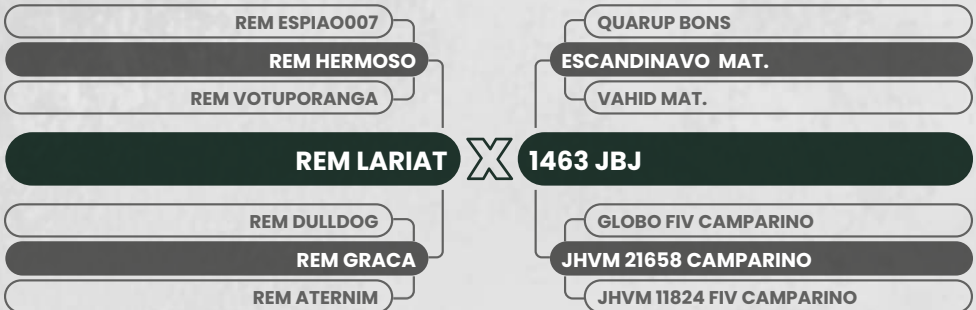 REM ESPIAO007
REM HERMOSO
REM VOTUPORANGA
REM LARIAT
REM DULLDOG
REM GRACA
REM ATERNIM
X
QUARUP BONS
ESCANDINAVO MAT.
VAHID MAT.
1463 JBJ
GLOBO FIV CAMPARINO
JHVM 21658 CAMPARINO
JHVM 11824 FIV CAMPARINO